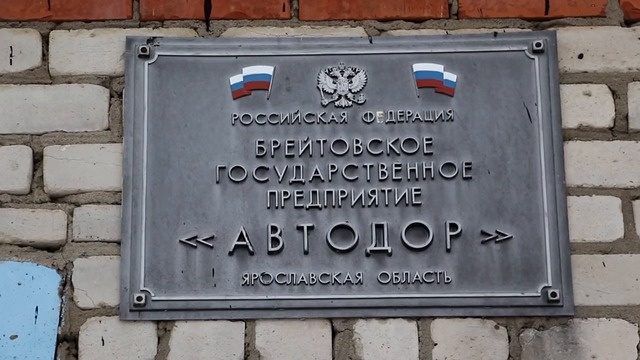 РОССИЙСКАЯ ФЕДЕРАЦИЯ
БРЕЙТОВСКОЕ
ГОСУДАРСТВЕННОЕ
ПРЕДПРИЯТИЕ
« АВТОДОР »
ЯРОСЛАВСКАЯ ОБЛАСТЬ